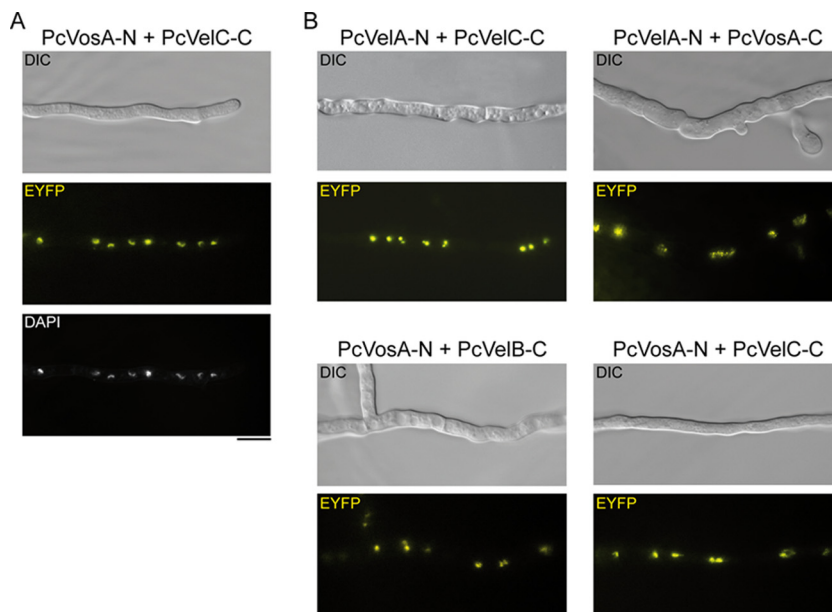 A
B
PcVosA-N + PcVelC-C
DIC
EYFP
DAPI
PcVelA-N + PcVelC-C
DIC
EYFP
PcVelA-N + PcVosA-C
DIC
EYFP
PcVosA-N + PcVelB-C
DIC
EYFP
PcVosA-N + PcVelC-C
DIC
EYFP